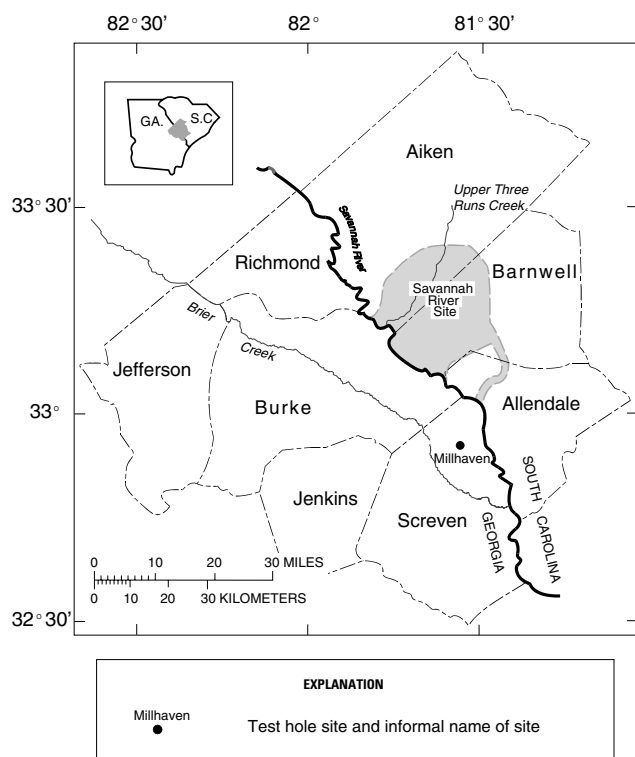 82° 30'
82°
81° 30'
GA.
S.C
Aiken
Upper Three
Runs Creek
33° 30'
Savannah River
Richmond
Barnwell
Savannah
River
Site
Brier
Creek
Jefferson
33°
Burke
Allendale
Millhaven
Jenkins
Screven
SOUTH
CAROLINA
GEORGIA
0 10 20 30 MILES
0 10 20 30 KILOMETERS
32° 30'
EXPLANATION
Millhaven
Test hole site and informal name of site